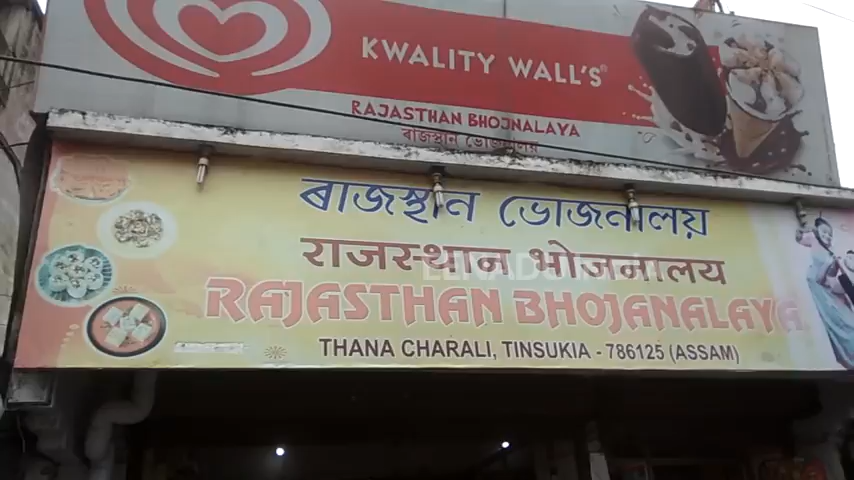 KWALITY WALL'S
RAJASTHAN BHOJNALAYA
ৰাজস্থান ভোজনালয়
ৰাজস্থান ভোজনালয়
राजस्थान भोजनालय
RAJASTHAN BHOJANALAYA
THANA CHARALI, TINSUKIA - 786125 (ASSAM)